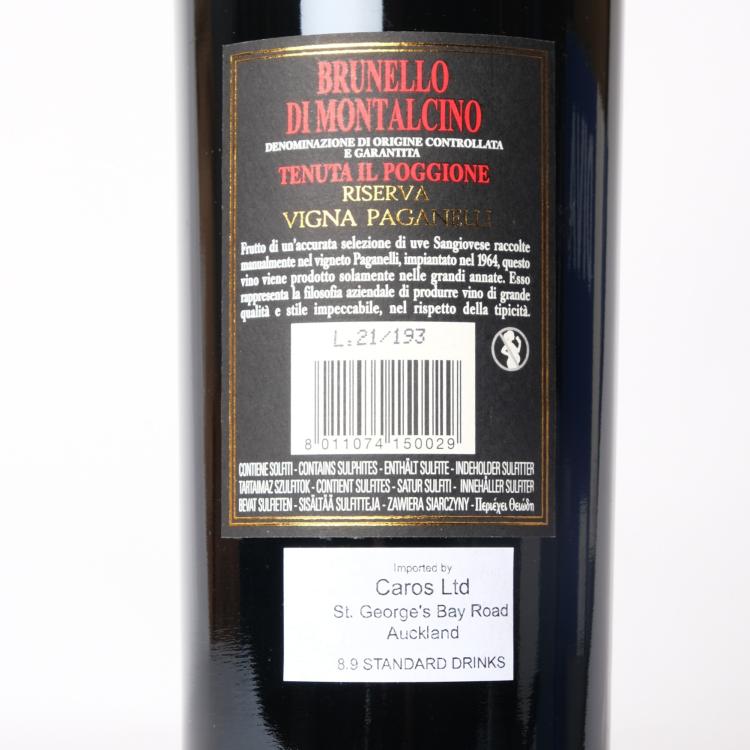 BRUNELLO
DI MONTALCINO
DENOMINAZIONE DI ORIGINE CONTROLLATA
E GARANTITA
TENUTA IL POGGIONE
RISERVA
VIGNA PAGANELLI
Frutto di un'accurata selezione di uve Sangiovese raccolte
manualmente nel vigneto Paganelli, impiantato nel 1964, questo
vino viene prodotto solamente nelle grandi annate. Esso
rappresenta la filosofia aziendale di produrre vino di grande
qualità e stile impeccabile, nel rispetto della tipicità.
L.21/193
8 011074 150029
CONTIENE SOLFITI - CONTAINS SULPHITES - ENTHÄLT SULFITE - INDEHOLDER SULFITTER
TARTAMAZ SZULFITOK - CONTIENT SULFITES - SATUR SULFITI - INNEHÅLLER SULFITER
BEVAT SULFIETEN - SISÄLTÄÄ SULFITTEJA - ZAWIERA SIARCZYNY - Περιέχει Θειώδη
Imported by
Caros Ltd
St. George's Bay Road
Auckland
8.9 STANDARD DRINKS